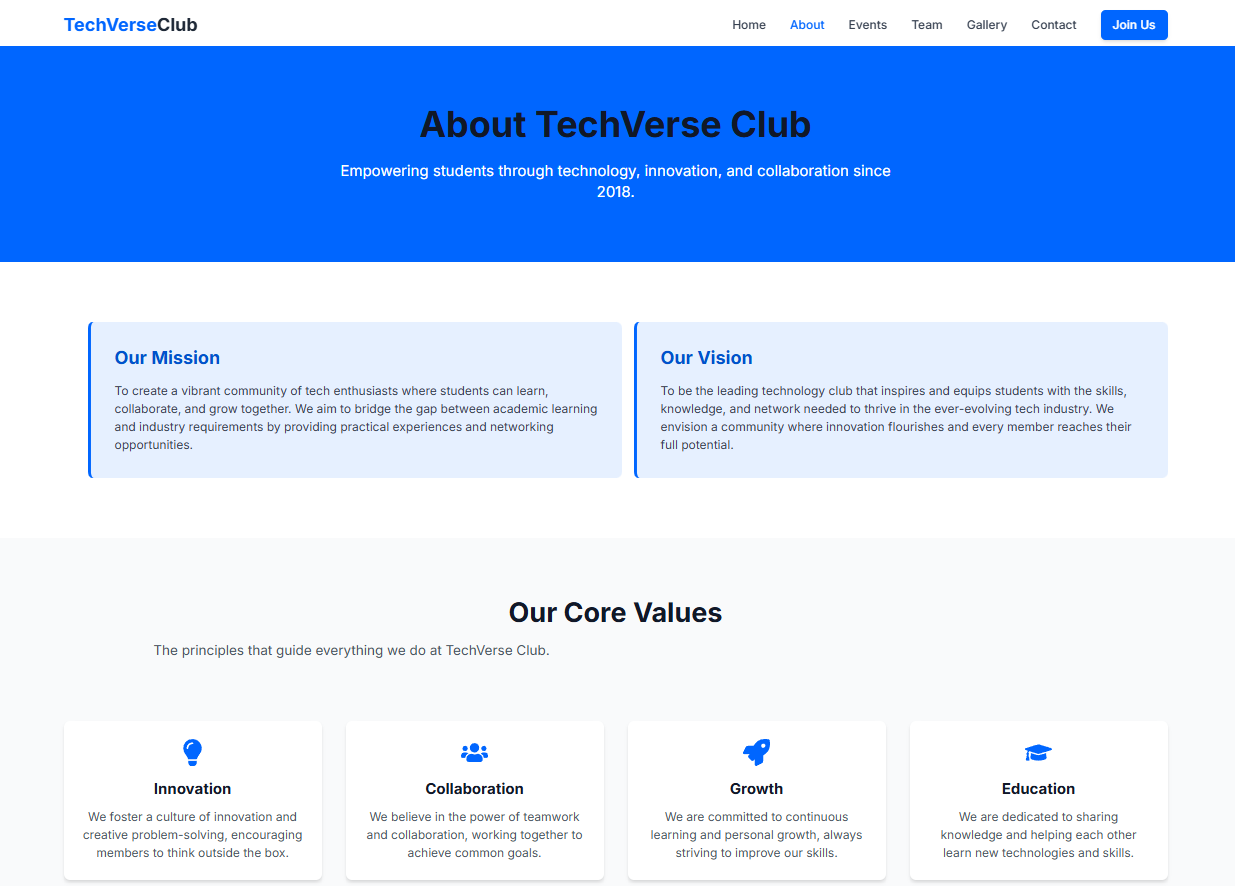 TechVerseClub
Home About Events Team Gallery Contact Join Us
About TechVerse Club
Empowering students through technology, innovation, and collaboration since
2018.
Our Mission
To create a vibrant community of tech enthusiasts where students can learn,
collaborate, and grow together. We aim to bridge the gap between academic learning
and industry requirements by providing practical experiences and networking
opportunities.
Our Vision
To be the leading technology club that inspires and equips students with the skills,
knowledge, and network needed to thrive in the ever-evolving tech industry. We
envision a community where innovation flourishes and every member reaches their
full potential.
Our Core Values
The principles that guide everything we do at TechVerse Club.
Innovation
We foster a culture of innovation and
creative problem-solving, encouraging
members to think outside the box.
Collaboration
We believe in the power of teamwork
and collaboration, working together to
achieve common goals.
Growth
We are committed to continuous
learning and personal growth, always
striving to improve our skills.
Education
We are dedicated to sharing
knowledge and helping each other
learn new technologies and skills.